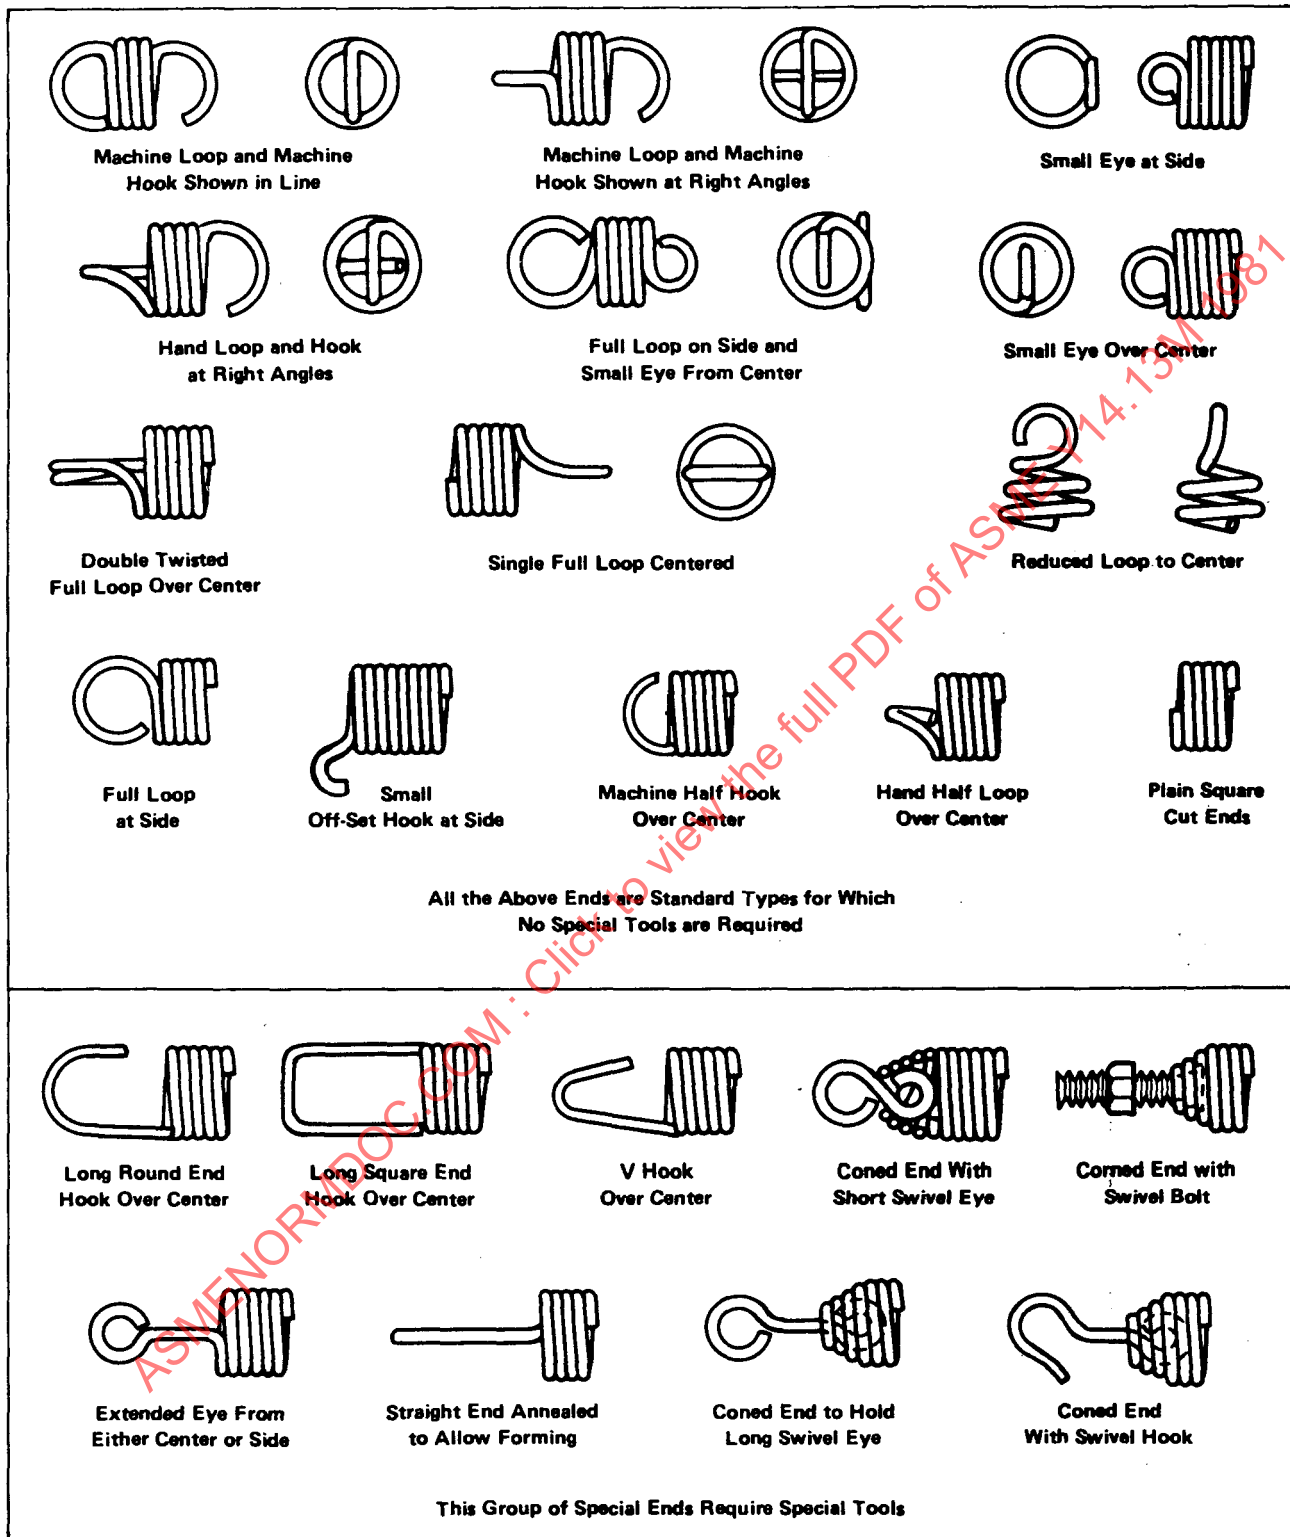 Machine Loop and Machine
Hook Shown in Line
Machine Loop and Machine
Hook Shown at Right Angles
Small Eye at Side
Hand Loop and Hook
at Right Angles
Full Loop on Side and
Small Eye From Center
Small Eye Over Center
Double Twisted
Full Loop Over Center
Single Full Loop Centered
Reduced Loop to Center
Full Loop
at Side
Small
Off-Set Hook at Side
Machine Half Hook
Over Center
Hand Half Loop
Over Center
Plain Square
Cut Ends
All the Above Ends are Standard Types for Which
No Special Tools are Required
Long Round End
Hook Over Center
Long Square End
Hook Over Center
V Hook
Over Center
Coned End With
Short Swivel Eye
Corned End with
Swivel Bolt
Extended Eye From
Either Center or Side
Straight End Annealed
to Allow Forming
Coned End to Hold
Long Swivel Eye
Coned End
With Swivel Hook
This Group of Special Ends Require Special Tools
ASMENORMDOC.COM : Click to view the full PDF of ASME Y14.13M 1981